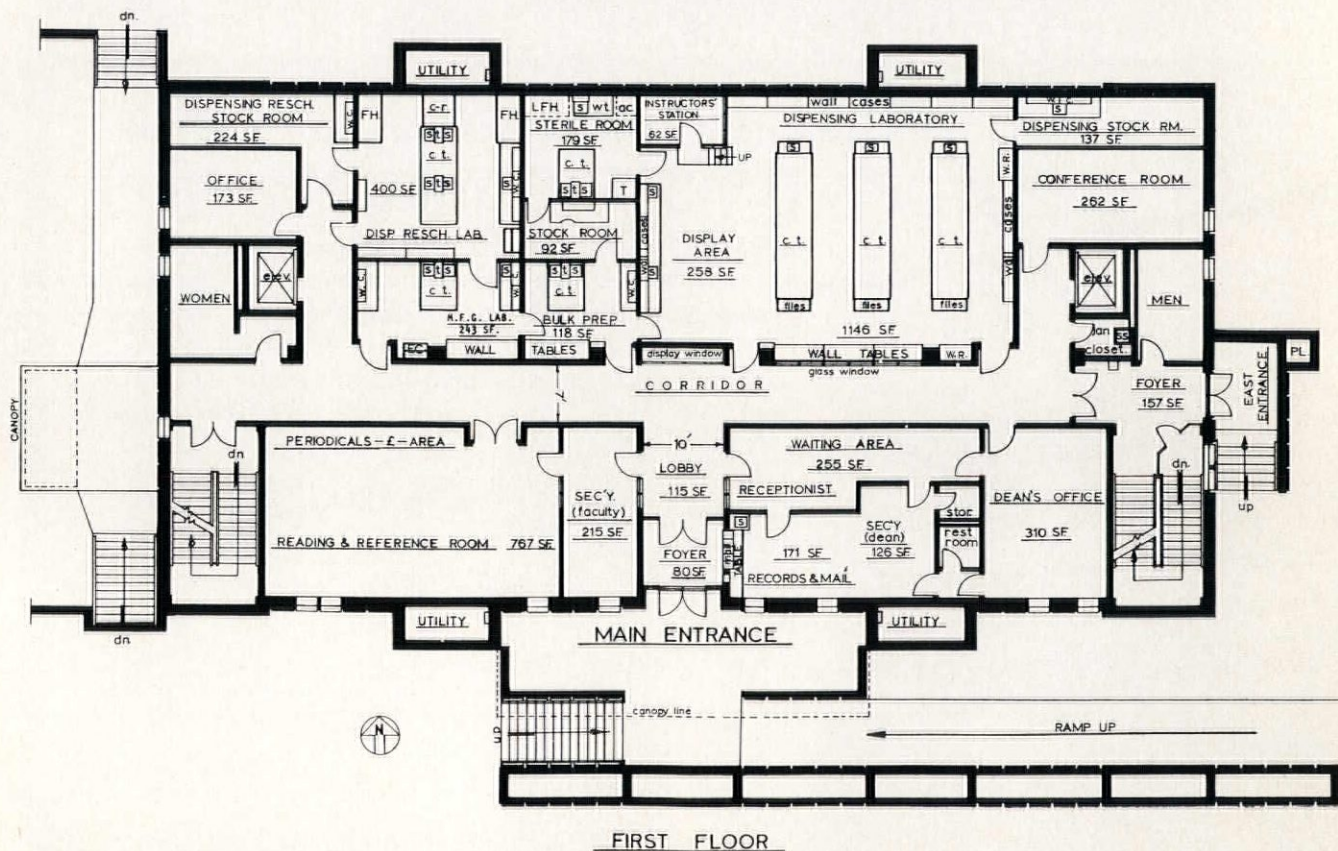 dn.
UTILITY
UTILITY
DISPENSING RESCH.
STOCK ROOM
224 SF
W.C.
FH.
c-r
FH.
LFH
s
wt.
ac
STERILE ROOM
179 SF
INSTRUCTORS'
STATION
62 SF
UP
wall cases
DISPENSING LABORATORY
DISPENSING STOCK RM.
137 SF
OFFICE
173 SF.
s t s
c. t.
s t s
400 SF
DISP. RESCH. LAB.
W.C.
s
c. t.
s t s
T
STOCK ROOM
92 SF
s
wall cases
s
DISPLAY
AREA
258 SF
s
c. t.
files
s
c. t.
files
s
c. t.
files
W.R.
wall cases
CONFERENCE ROOM
262 SF
WOMEN
elev.
W.C.
s t s
c. t.
s
W.C.
M.F.G. LAB.
243 SF.
s t s
c. t.
W.C.
BULK PREP.
118 SF
1146 SF
elev.
MEN
jan
closet.
ss
EC
WALL
TABLES
display window
WALL TABLES
W.R.
glass window
CORRIDOR
FOYER
157 SF
EAST
ENTRANCE
PL
up
CANOPY
PERIODICALS-£-AREA
dn
READING & REFERENCE ROOM 767 SF
SEC'Y.
(faculty)
215 SF
10'
LOBBY
115 SF
FOYER
80 SF
WAITING AREA
255 SF
RECEPTIONIST
s
TABLE
171 SF
RECORDS & MAIL
SEC'Y
(dean)
126 SF
stor.
rest
room
DEAN'S OFFICE
310 SF
dn.
dn.
UTILITY
MAIN ENTRANCE
UTILITY
canopy line
up
N
RAMP UP
FIRST FLOOR